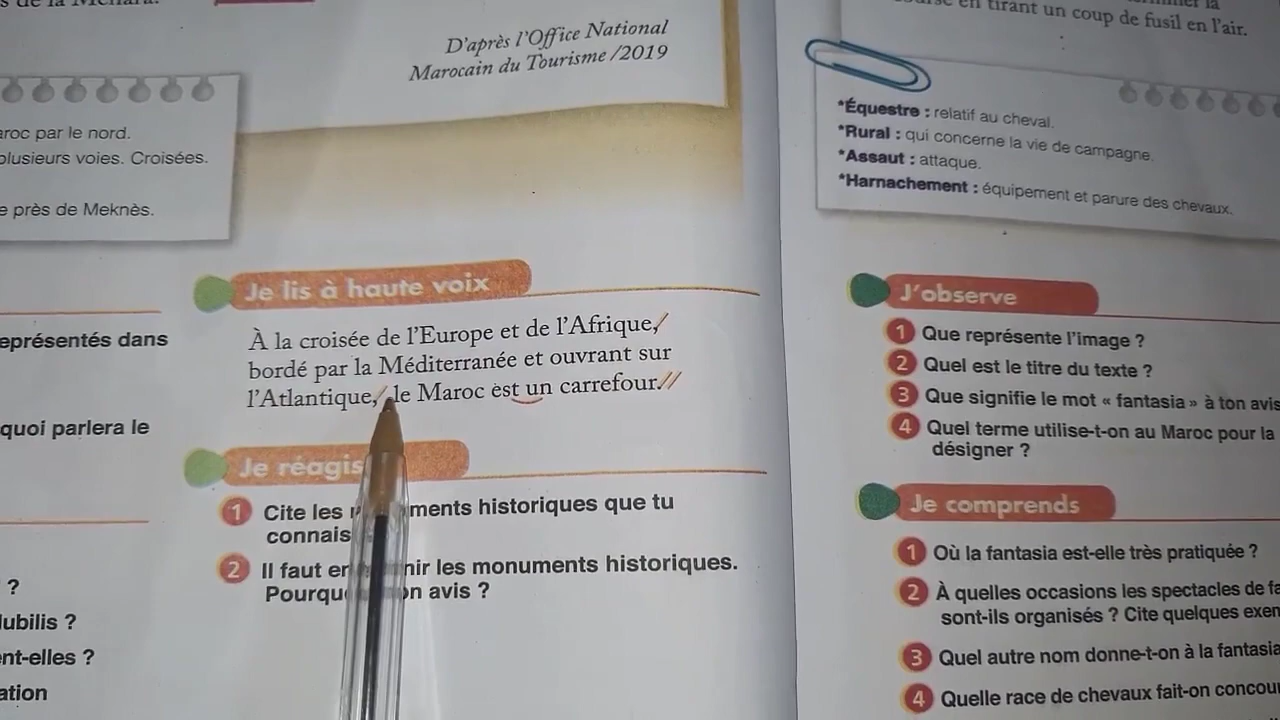 de la Ménara.
D'après l'Office National
Marocain du Tourisme /2019
aroc par le nord.
plusieurs voies. Croisées.
e près de Meknès.
eprésentés dans
quoi parlera le
?
lubilis ?
nt-elles ?
ation
Je lis à haute voix
À la croisée de l'Europe et de l'Afrique,/
bordé par la Méditerranée et ouvrant sur
l'Atlantique,/ le Maroc est un carrefour.//
Je réagis
1 Cite les ments historiques que tu
connais
2 Il faut nir les monuments historiques.
avis ?
en tirant un coup de fusil en l'air.
*Équestre : relatif au cheval.
*Rural : qui concerne la vie de campagne.
*Assaut : attaque.
*Harnachement : équipement et parure des chevaux.
J'observe
1 Que représente l'image ?
2 Quel est le titre du texte ?
3 Que signifie le mot « fantasia » à ton avis
4 Quel terme utilise-t-on au Maroc pour la
désigner ?
Je comprends
1 Où la fantasia est-elle très pratiquée ?
2 À quelles occasions les spectacles de fa
sont-ils organisés ? Cite quelques exem
3 Quel autre nom donne-t-on à la fantasia
4 Quelle race de chevaux fait-on concou